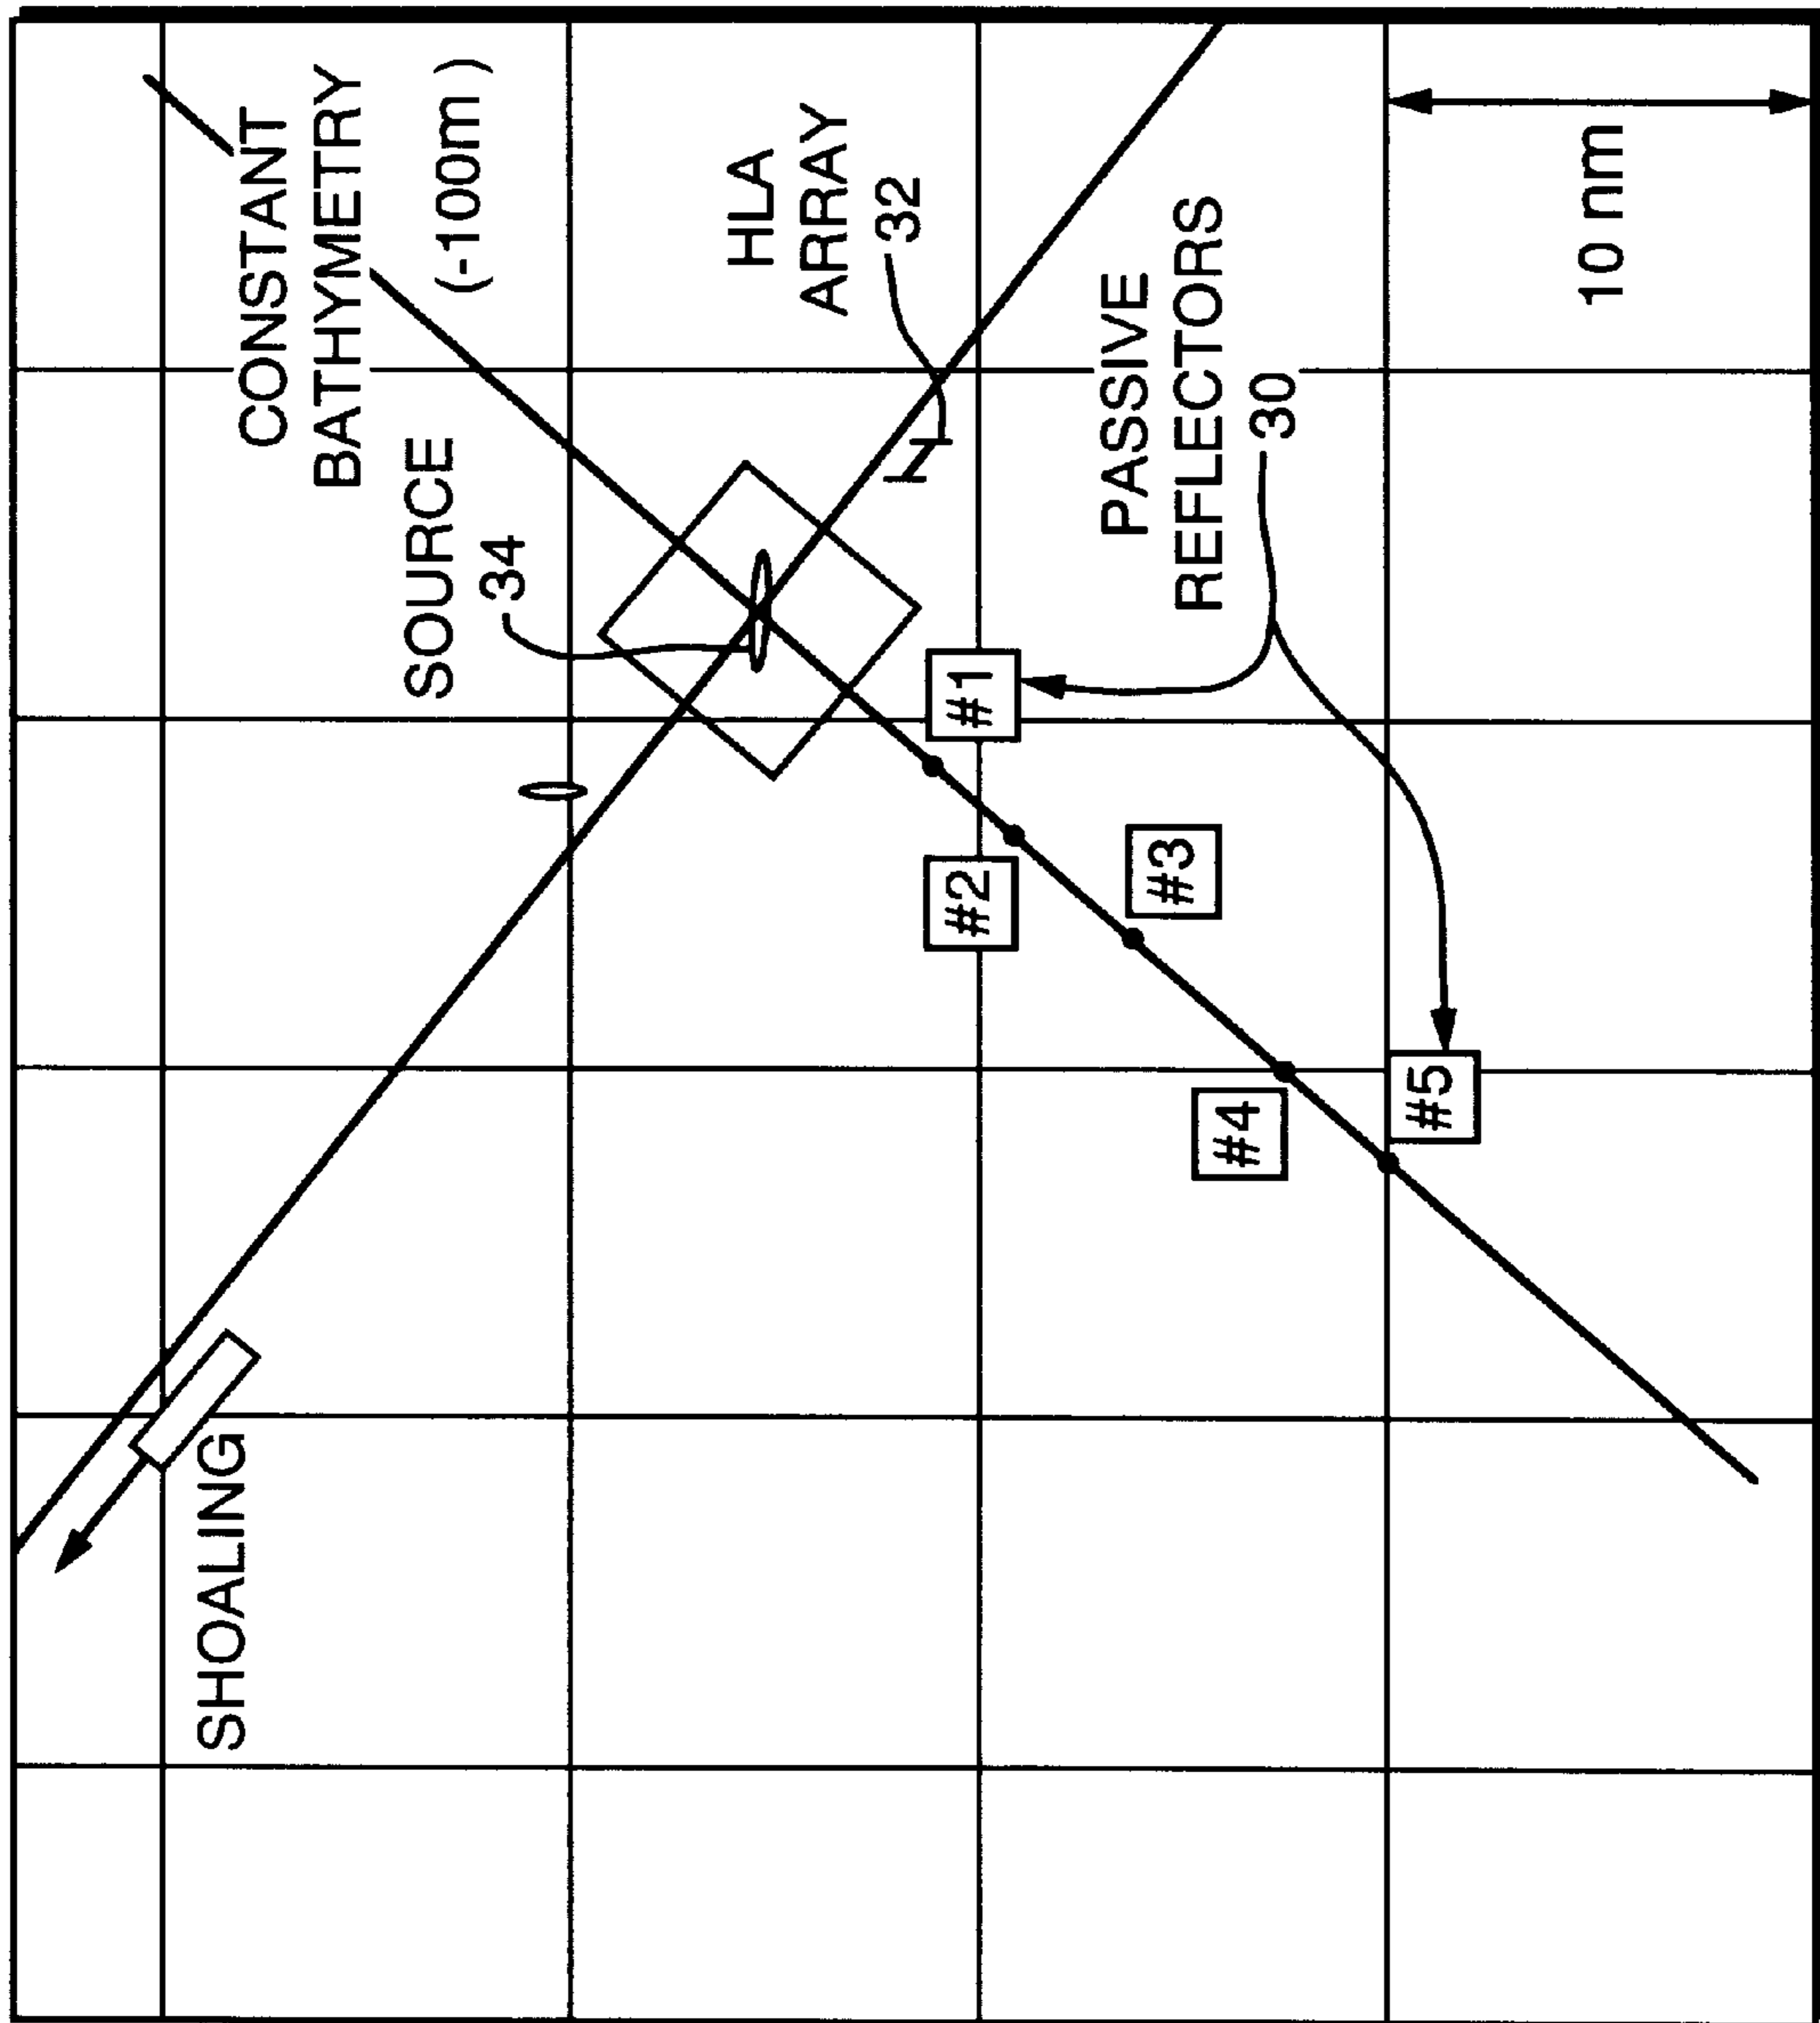 CONSTANT
BATHYMETRY
(-100m )
SOURCE
34
HLA
ARRAY
32
PASSIVE
REFLECTORS
30
#1
#2
#3
#4
#5
SHOALING
10 nm